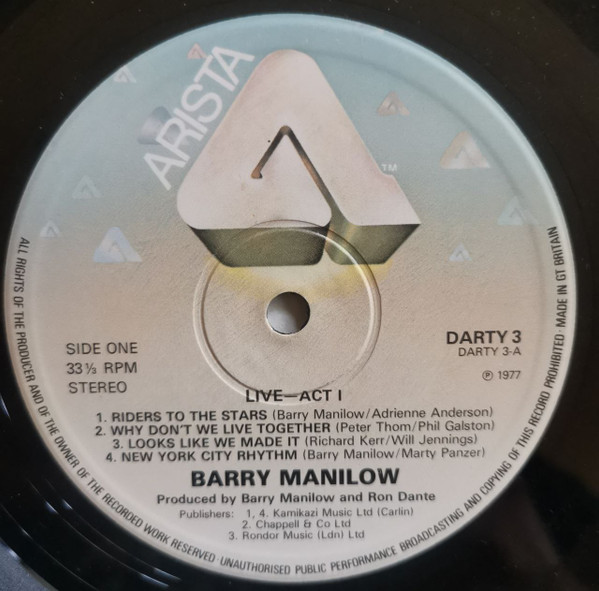 ARISTA
TM
SIDE ONE
33⅓ RPM
STEREO
DARTY 3
DARTY 3-A
℗ 1977
LIVE—ACT I
1. RIDERS TO THE STARS (Barry Manilow/Adrienne Anderson)
2. WHY DON'T WE LIVE TOGETHER (Peter Thom/Phil Galston)
3. LOOKS LIKE WE MADE IT (Richard Kerr/Will Jennings)
4. NEW YORK CITY RHYTHM (Barry Manilow/Marty Panzer)
BARRY MANILOW
Produced by Barry Manilow and Ron Dante
Publishers: 1, 4. Kamikazi Music Ltd (Carlin)
2. Chappell & Co Ltd
3. Rondor Music (Ldn) Ltd
ALL RIGHTS OF THE PRODUCER AND OF THE OWNER OF THE RECORDED WORK RESERVED · UNAUTHORISED PUBLIC PERFORMANCE BROADCASTING AND COPYING OF THIS RECORD PROHIBITED · MADE IN GT BRITAIN